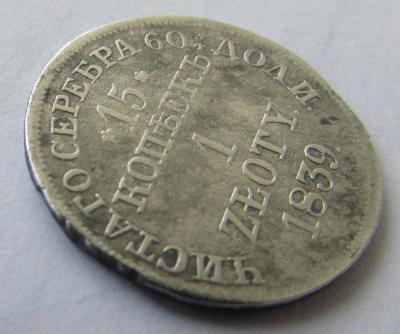 ЧИСТАГО СЕРЕБРА 60. ДОЛИ.
*15*
КОПѢЕКЪ
1
ZŁOTY
1839.